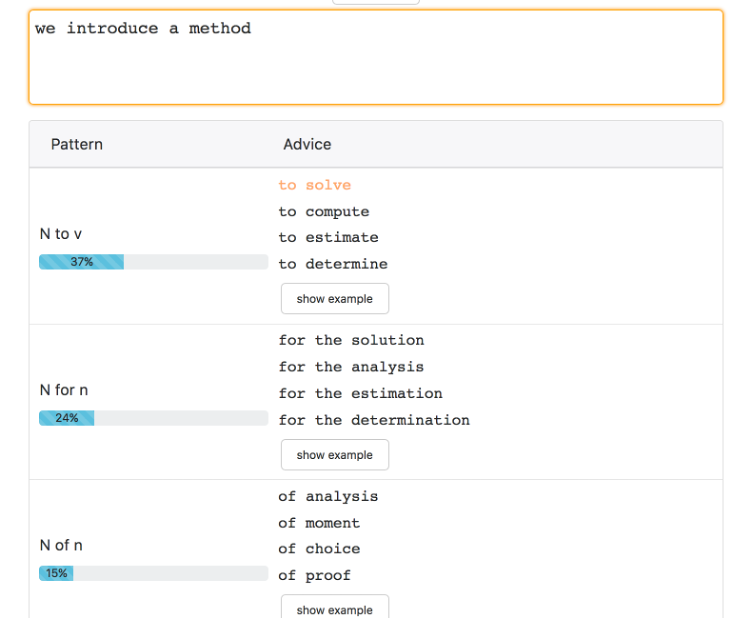 we introduce a method
Pattern Advice
N to v
37%
to solve
to compute
to estimate
to determine
show example
N for n
24%
for the solution
for the analysis
for the estimation
for the determination
show example
N of n
15%
of analysis
of moment
of choice
of proof
show example